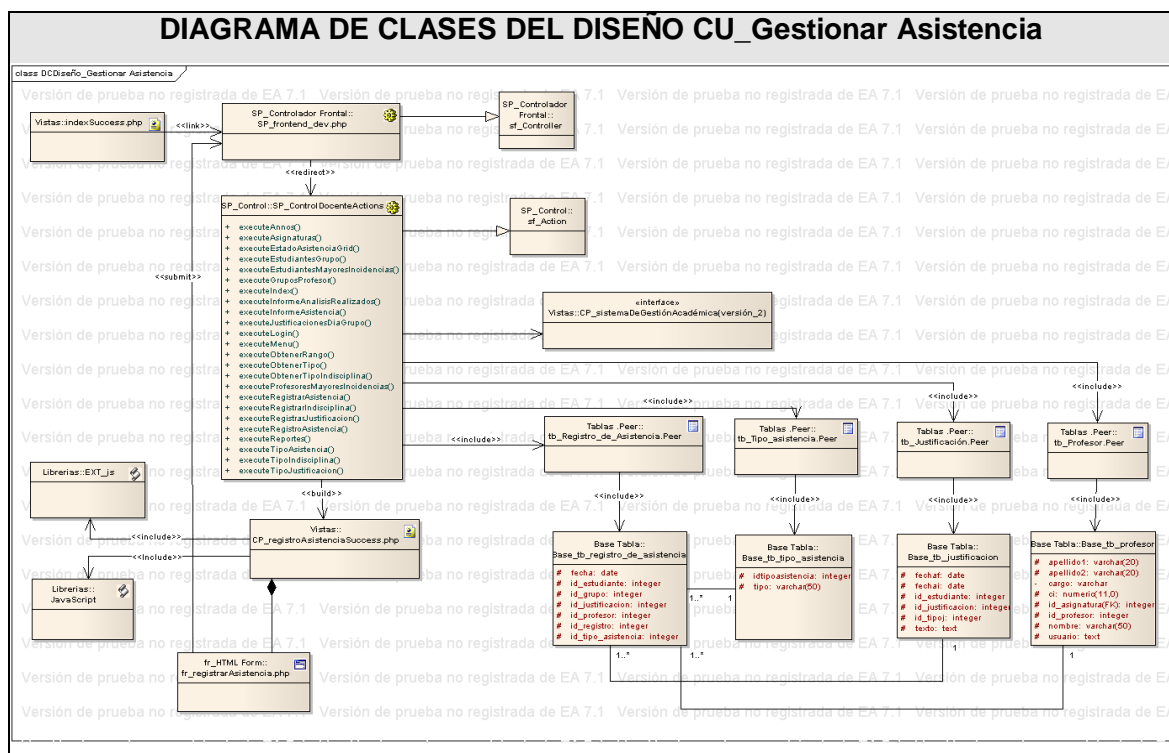 DIAGRAMA DE CLASES DEL DISEÑO CU_Gestionar Asistencia
class DCDiseño_Gestionar Asistencia
Versión de prueba no registrada de EA 7.1
Vistas::indexSuccess.php
<<link>>
SP_Controlador Frontal::
SP_frontend_dev.php
SP_Controlador
Frontal::
sf_Controller
<<redirect>>
<<submit>>
SP_Control::SP_ControlDocenteActions
+ executeAnnos()
+ executeAsignaturas()
+ executeEstadoAsistenciaGrid()
+ executeEstudiantesGrupo()
+ executeEstudiantesMayoresIncidencias()
+ executeGruposProfesor()
+ executeIndex()
+ executeInformeAnalisisRealizados()
+ executeInformeAsistencia()
+ executeJustificacionesDiaGrupo()
+ executeLogin()
+ executeMenu()
+ executeObtenerRango()
+ executeObtenerTipo()
+ executeObtenerTipoIndisciplina()
+ executeProfesoresMayoresIncidencias()
+ executeRegistrarAsistencia()
+ executeRegistrarIndisciplina()
+ executeRegistrarJustificacion()
+ executeRegistroAsistencia()
+ executeReportes()
+ executeTipoAsistencia()
+ executeTipoIndisciplina()
+ executeTipoJustificacion()
SP_Control::
sf_Action
«interface»
Vistas::CP_sistemaDeGestiónAcadémica(versión_2)
<<include>>
<<include>>
<<include>>
<<include>>
Tablas .Peer::
tb_Registro_de_Asistencia.Peer
Tablas .Peer::
tb_Tipo_asistencia.Peer
Tablas .Peer::
tb_Justificación.Peer
Tablas .Peer::
tb_Profesor.Peer
<<include>>
<<include>>
<<include>>
<<include>>
Librerias::EXT_js
<<build>>
<<include>>
<<include>>
Vistas::
CP_registroAsistenciaSuccess.php
Librerias::
JavaScript
fr_HTML Form::
fr_registrarAsistencia.php
Base Tabla::
Base_tb_registro_de_asistencia
# fecha: date
# id_estudiante: integer
# id_grupo: integer
# id_justificacion: integer
# id_profesor: integer
# id_registro: integer
# id_tipo_asistencia: integer
1..*
1
Base Tabla::
Base_tb_tipo_asistencia
# idtipoasistencia: integer
# tipo: varchar(50)
Base Tabla::
Base_tb_justificacion
# fechaf: date
# fechai: date
# id_estudiante: integer
# id_justificacion: integer
# id_tipoj: integer
# texto: text
Base Tabla::Base_tb_profesor
# apellido1: varchar(20)
# apellido2: varchar(20)
- cargo: varchar
# ci: numeric(11,0)
# id_asignatura(FK): integer
# id_profesor: integer
# nombre: varchar(50)
# usuario: text
1..*
1..*
1
1